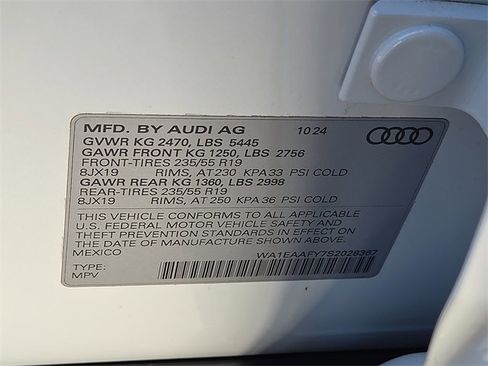 MFD. BY AUDI AG 10 24
GVWR KG 2470, LBS 5445
GAWR FRONT KG 1250, LBS 2756
FRONT-TIRES 235/55 R19
8JX19 RIMS, AT 230 KPA 33 PSI COLD
GAWR REAR KG 1360, LBS 2998
REAR-TIRES 235/55 R19
8JX19 RIMS, AT 250 KPA 36 PSI COLD
THIS VEHICLE CONFORMS TO ALL APPLICABLE
U.S. FEDERAL MOTOR VEHICLE SAFETY AND
THEFT PREVENTION STANDARDS IN EFFECT ON
THE DATE OF MANUFACTURE SHOWN ABOVE.
MEXICO WA1EAAFY7S2028367
TYPE:
MPV